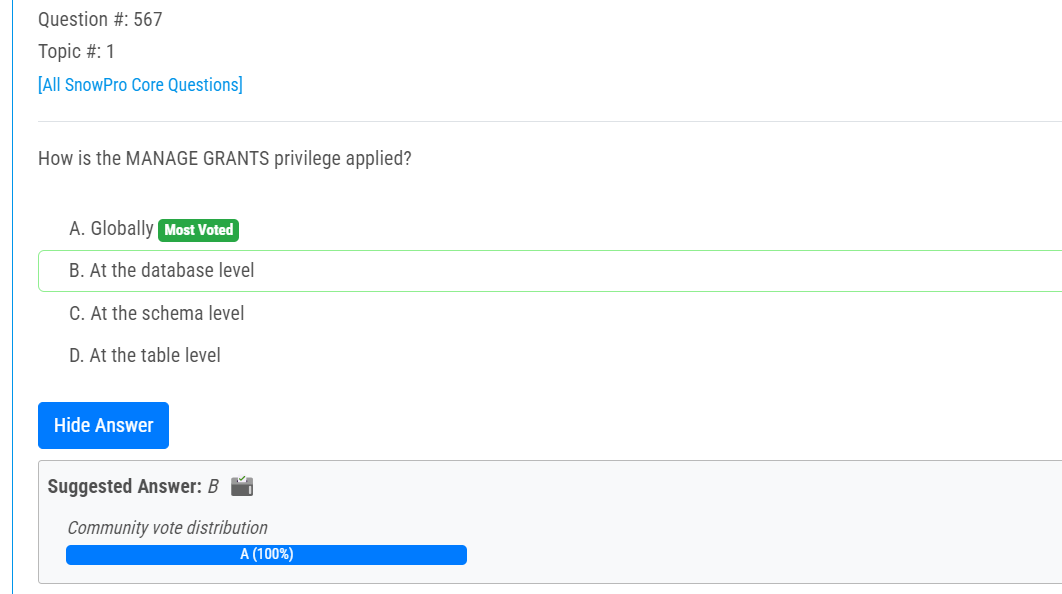 Question #: 567
Topic #: 1
[All SnowPro Core Questions]
How is the MANAGE GRANTS privilege applied?
A. Globally Most Voted
B. At the database level
C. At the schema level
D. At the table level
Hide Answer
Suggested Answer: B
Community vote distribution
A (100%)